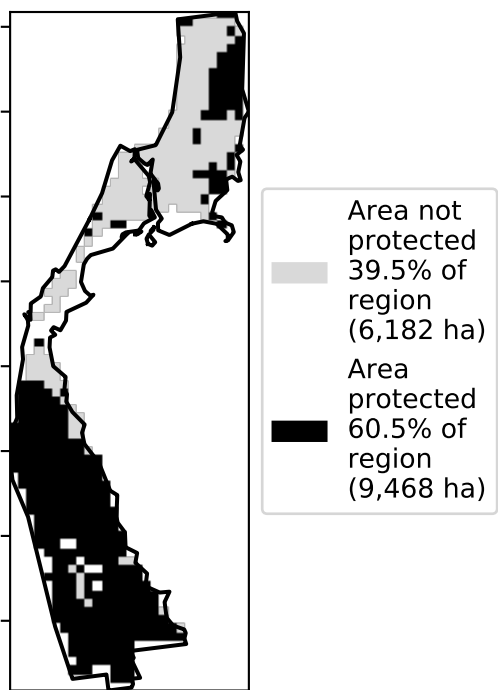 Area not
protected
39.5% of
region
(6,182 ha)
Area
protected
60.5% of
region
(9,468 ha)